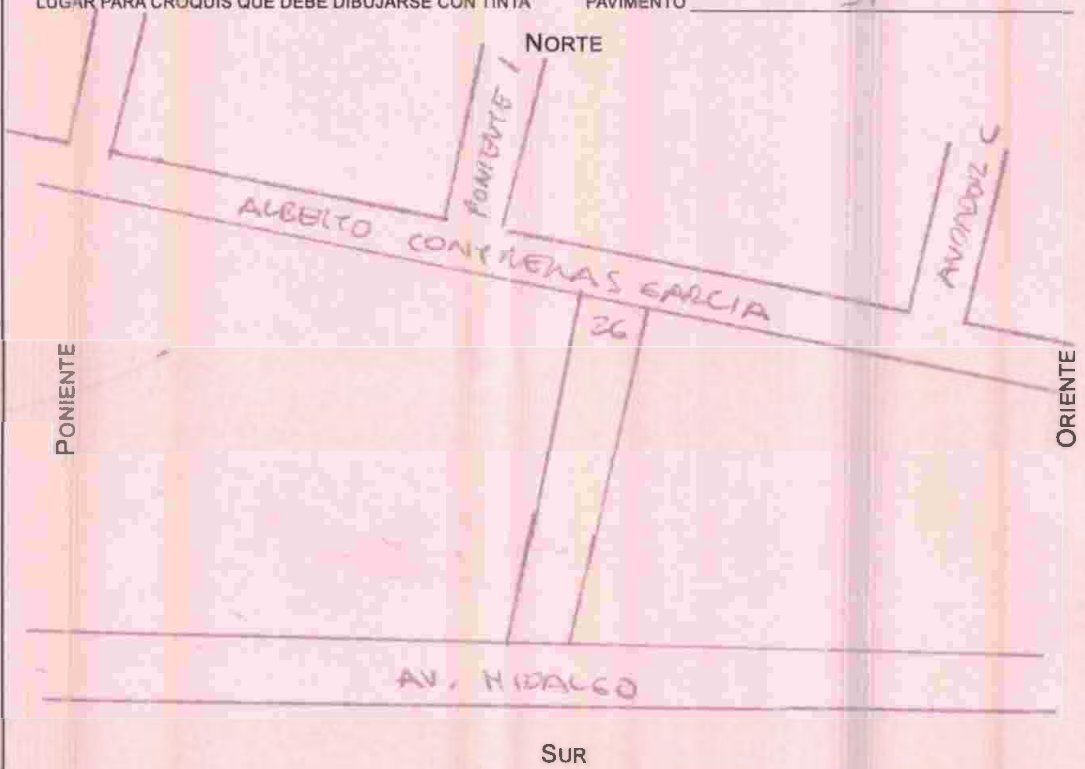 LUGAR PARA CROQUIS QUE DEBE DIBUJARSE CON TINTA PAVIMENTO
NORTE
PONIENTE 1
ANDADOR C
ALBERTO CONTRERAS GARCIA
26
PONIENTE
ORIENTE
AV. HIDALGO
SUR